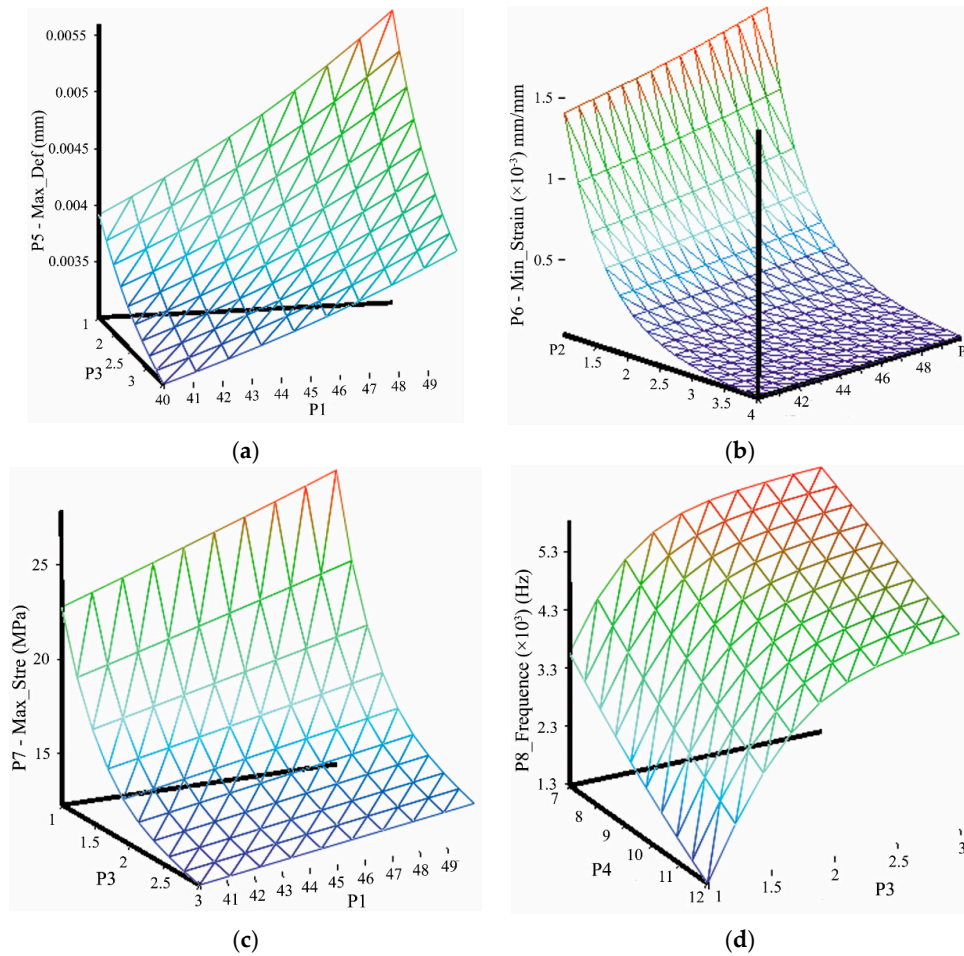 0.0055
0.005
0.0045
0.004
0.0035
P5 - Max_Def (mm)
1
2
2.5
3
P3
40 41 42 43 44 45 46 47 48 49
P1
(a)
1.5
1
0.5
P6 - Min_Strain (×10⁻³) mm/mm
P2
1.5
2
2.5
3
3.5
4
42 44 46 48
P
(b)
25
20
15
P7 - Max_Stre (MPa)
1
1.5
2
2.5
3
P3
41 42 43 44 45 46 47 48 49
P1
(c)
5.3
4.3
3.3
2.3
1.3
P8_Frequence (×10³) (Hz)
7
8
9
10
11
12
P4
1 1.5 2 2.5 3
P3
(d)